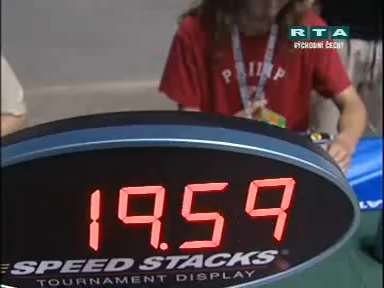 RTA
VÝCHODNÍ ČECHY
19.59
SPEED STACKS®
TOURNAMENT DISPLAY